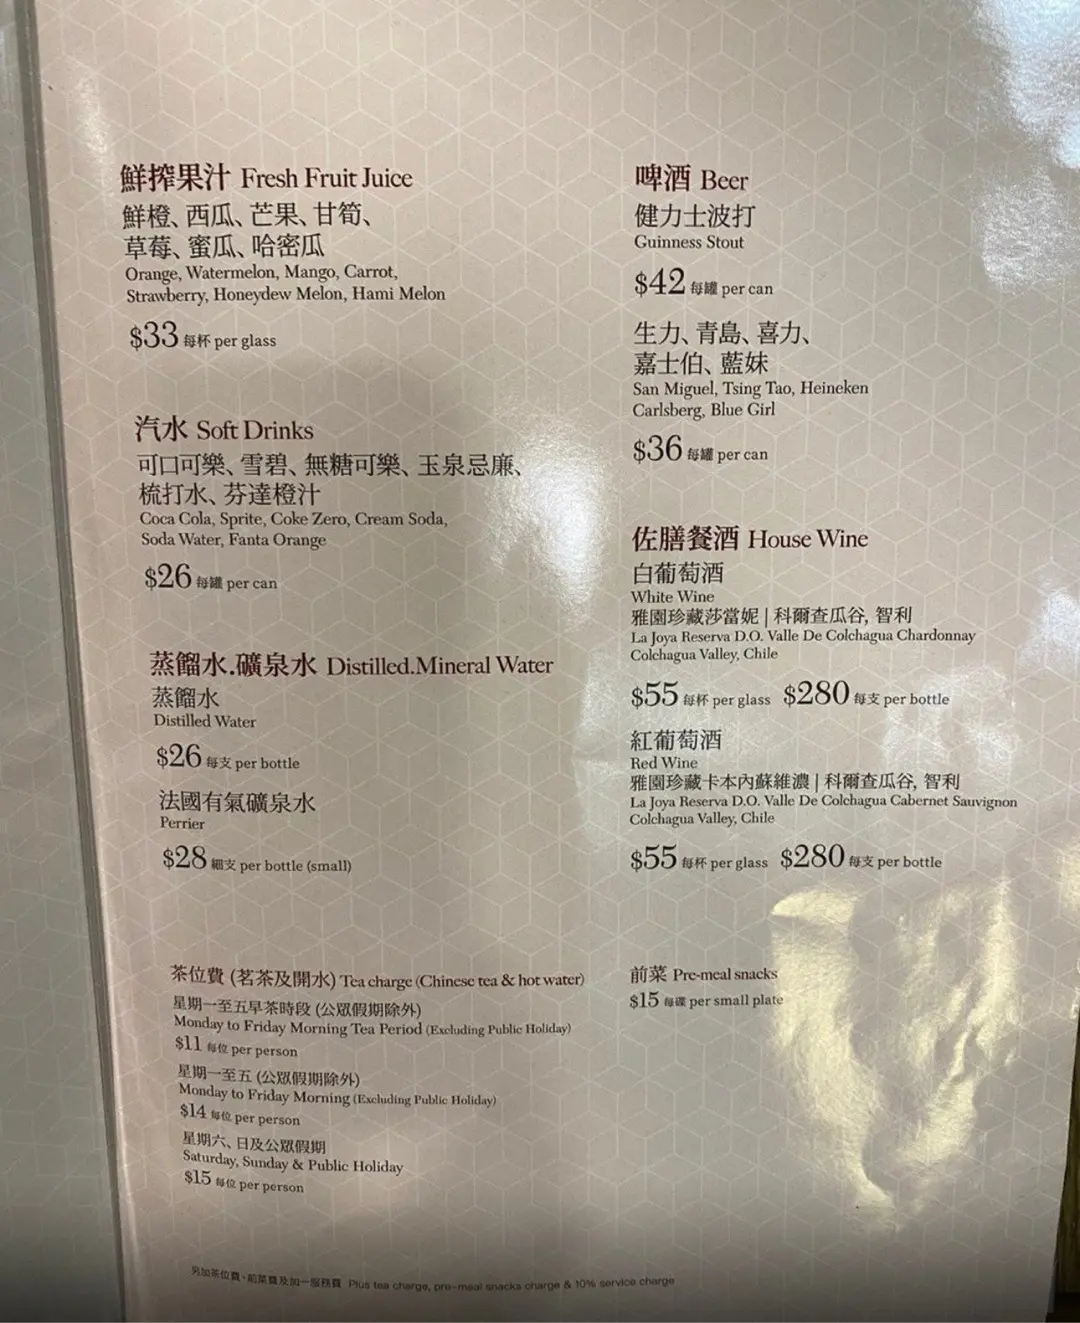 鮮搾果汁 Fresh Fruit Juice
鮮橙、西瓜、芒果、甘筍、
草莓、蜜瓜、哈密瓜
Orange, Watermelon, Mango, Carrot,
Strawberry, Honeydew Melon, Hami Melon
$33 每杯 per glass
汽水 Soft Drinks
可口可樂、雪碧、無糖可樂、玉泉忌廉、
梳打水、芬達橙汁
Coca Cola, Sprite, Coke Zero, Cream Soda,
Soda Water, Fanta Orange
$26 每罐 per can
蒸餾水.礦泉水 Distilled.Mineral Water
蒸餾水
Distilled Water
$26 每支 per bottle
法國有氣礦泉水
Perrier
$28 細支 per bottle (small)
茶位費 (茗茶及開水) Tea charge (Chinese tea & hot water)
星期一至五早茶時段 (公眾假期除外)
Monday to Friday Morning Tea Period (Excluding Public Holiday)
$11 每位 per person
星期一至五 (公眾假期除外)
Monday to Friday Morning (Excluding Public Holiday)
$14 每位 per person
星期六、日及公眾假期
Saturday, Sunday & Public Holiday
$15 每位 per person
啤酒 Beer
健力士波打
Guinness Stout
$42 每罐 per can
生力、青島、喜力、
嘉士伯、藍妹
San Miguel, Tsing Tao, Heineken
Carlsberg, Blue Girl
$36 每罐 per can
佐膳餐酒 House Wine
白葡萄酒
White Wine
雅園珍藏莎當妮 | 科爾查瓜谷, 智利
La Joya Reserva D.O. Valle De Colchagua Chardonnay
Colchagua Valley, Chile
$55 每杯 per glass $280 每支 per bottle
紅葡萄酒
Red Wine
雅園珍藏卡本內蘇維濃 | 科爾查瓜谷, 智利
La Joya Reserva D.O. Valle De Colchagua Cabernet Sauvignon
Colchagua Valley, Chile
$55 每杯 per glass $280 每支 per bottle
前菜 Pre-meal snacks
$15 每碟 per small plate
另加茶位費、前菜費及加一服務費 Plus tea charge, pre-meal snacks charge & 10% service charge